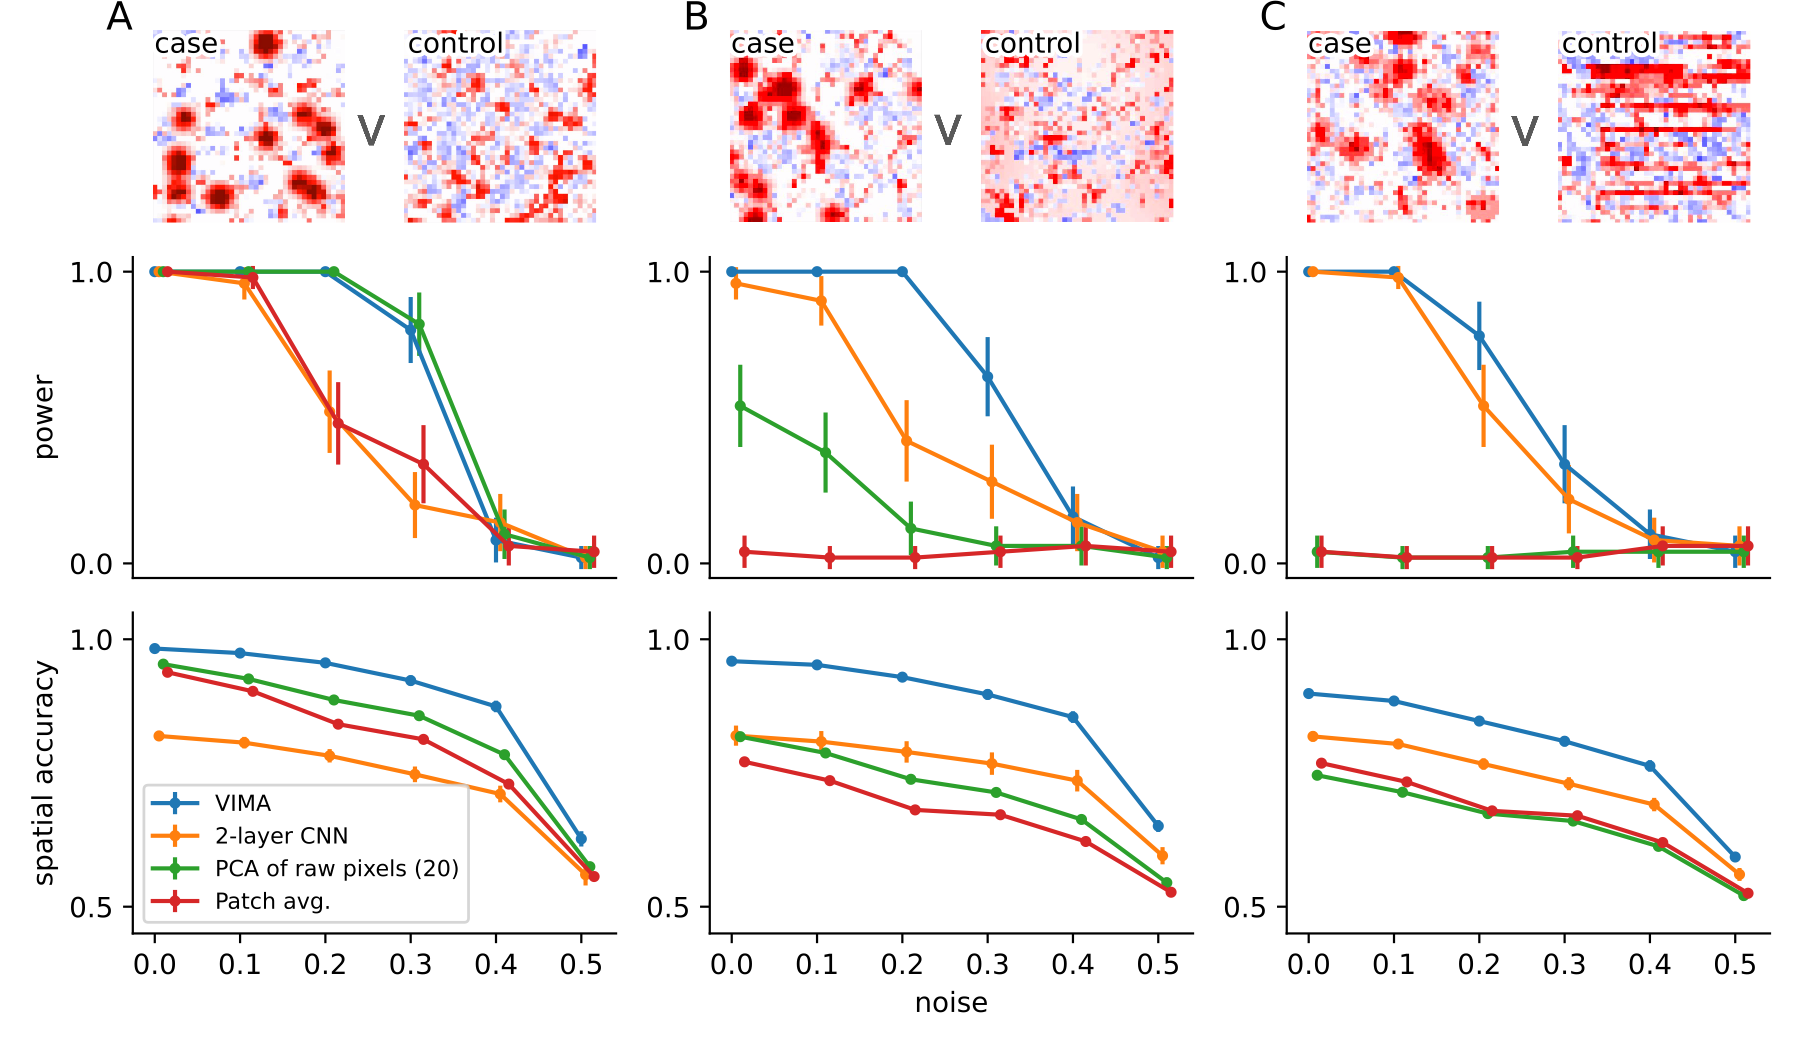 A
B
C
case
control
case
control
case
control
V
V
V
1.0
0.0
power
1.0
0.0
1.0
0.0
1.0
0.5
spatial accuracy
VIMA
2-layer CNN
PCA of raw pixels (20)
Patch avg.
0.0 0.1 0.2 0.3 0.4 0.5
1.0
0.5
0.0 0.1 0.2 0.3 0.4 0.5
noise
1.0
0.5
0.0 0.1 0.2 0.3 0.4 0.5